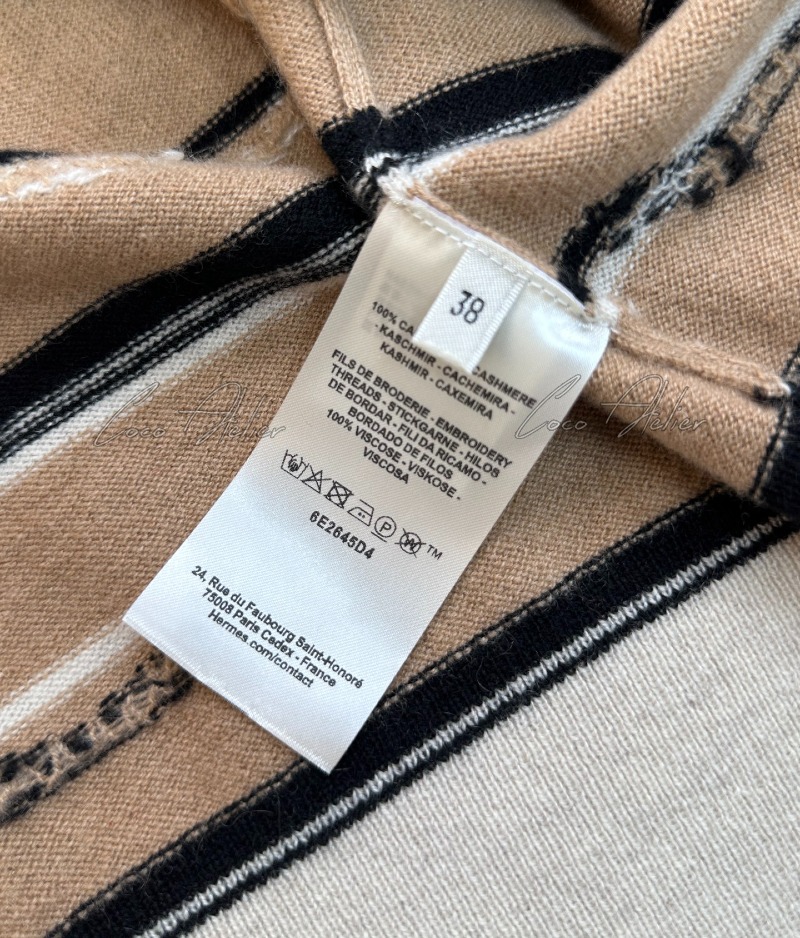 38
100% CA CASHMERE
- KASCHMIR - CACHEMIRA -
KASHMIR - CAXEMIRA
FILS DE BRODERIE - EMBROIDERY
THREADS - STICKGARNE - HILOS
DE BORDAR - FILI DA RICAMO -
BORDADO DE FILOS
100% VISCOSE - VISKOSE -
VISCOSA
P W TM
6E2645D4
24, Rue du Faubourg Saint-Honoré
75008 Paris Cedex - France
Hermes.com/contact
Coco Atelier
Coco Atelier